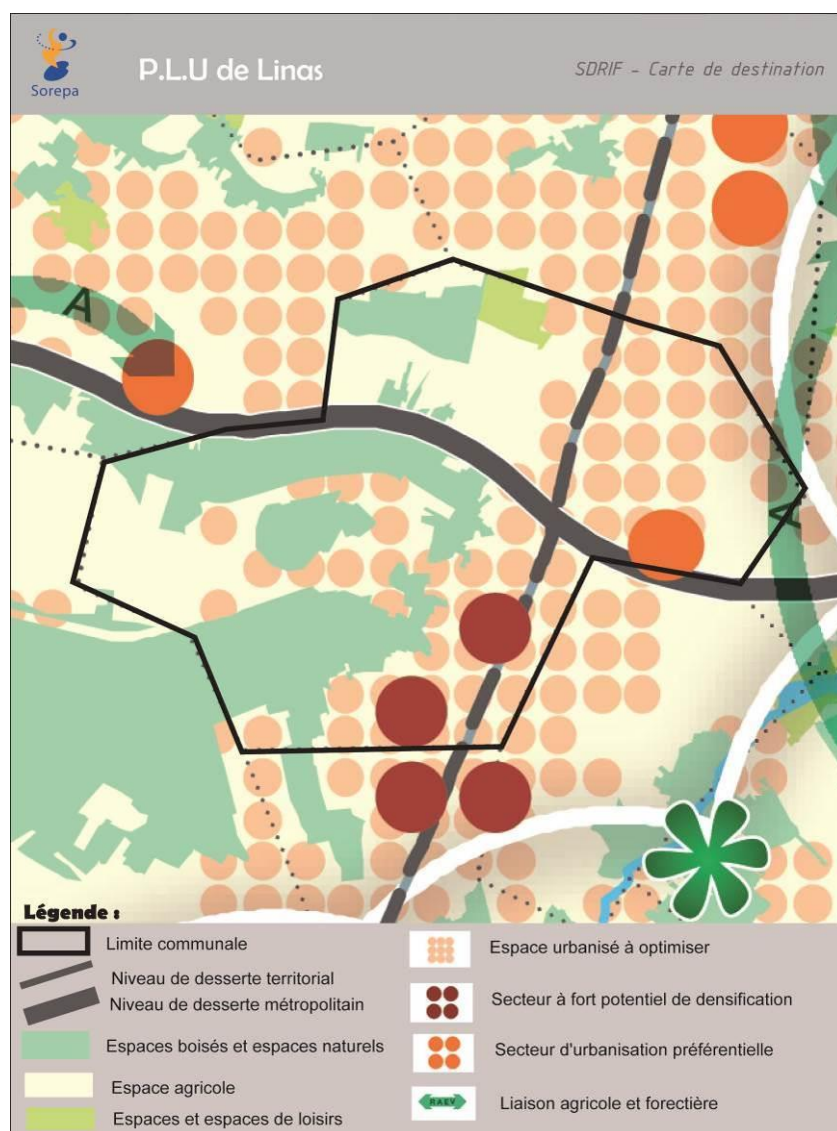 P.L.U de Linas
SDRIF - Carte de destination
Sorepa
A
A
Légende :
Limite communale
Niveau de desserte territorial
Niveau de desserte métropolitain
Espaces boisés et espaces naturels
Espace agricole
Espaces et espaces de loisirs
Espace urbanisé à optimiser
Secteur à fort potentiel de densification
Secteur d'urbanisation préférentielle
RAEV
Liaison agricole et forectière